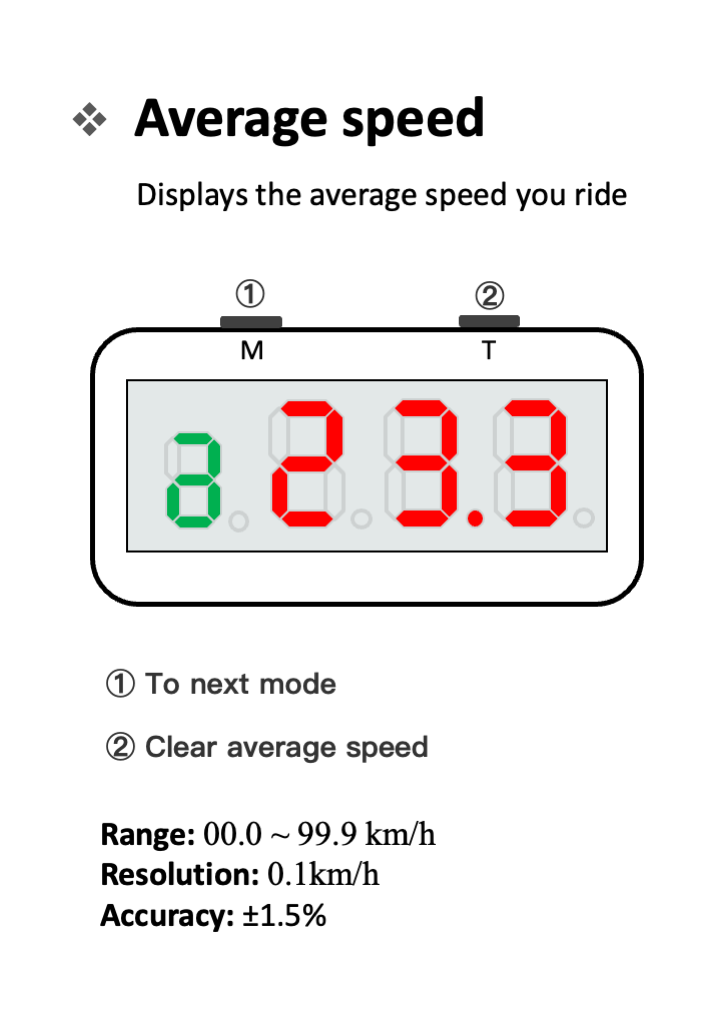 ❖ Average speed
Displays the average speed you ride
① ②
M T
a 23.3
① To next mode
② Clear average speed
Range: 00.0 ~ 99.9 km/h
Resolution: 0.1km/h
Accuracy: ±1.5%